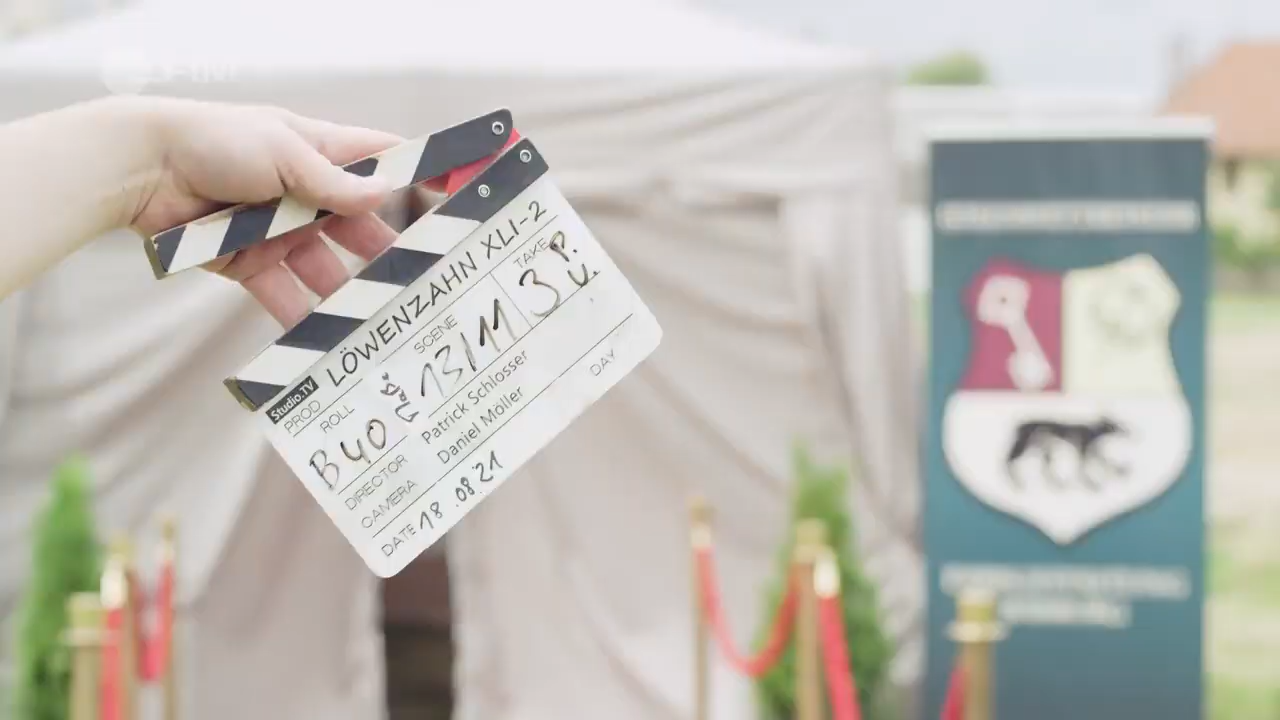 LÖWENZAHN XLI-2
Studio.TV
PROD
ROLL
SCENE
TAKE
B 40
13/11
3 P.
U.
DIRECTOR
Patrick Schlosser
CAMERA
Daniel Möller
DATE 18.08.21
DAY